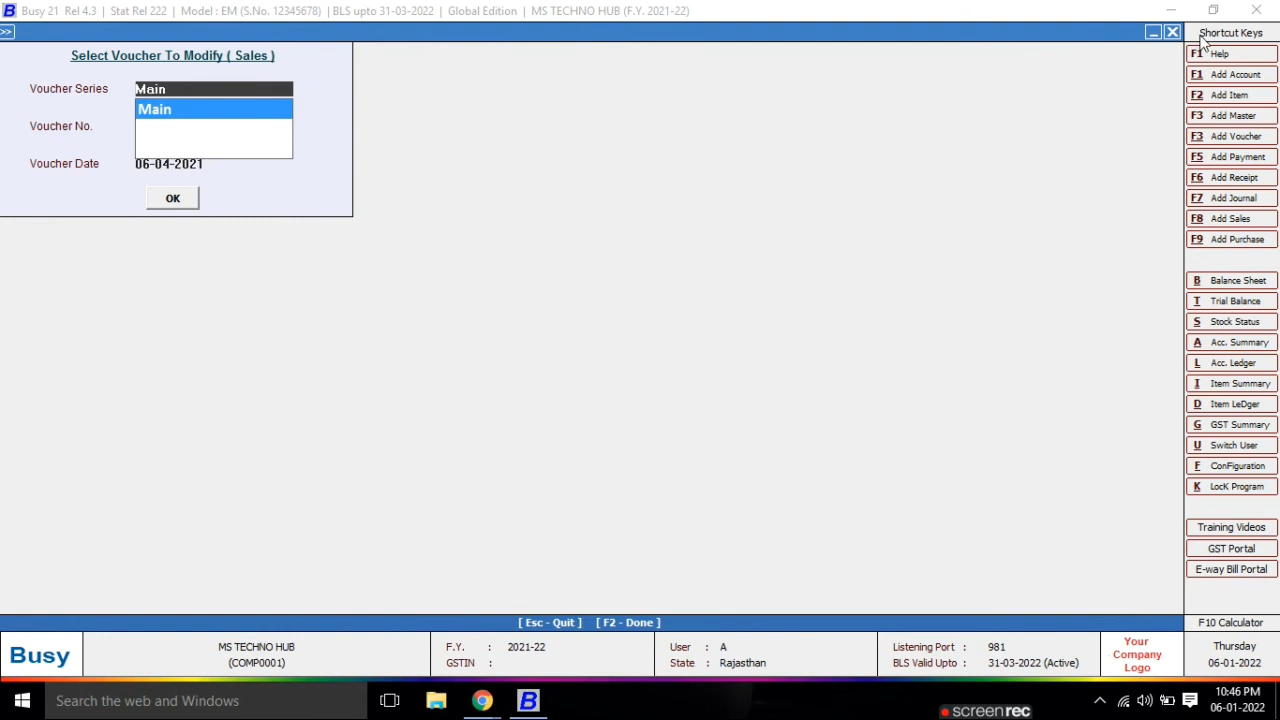 Busy 21 Rel 4.3 | Stat Rel 222 | Model : EM (S.No. 12345678) | BLS upto 31-03-2022 | Global Edition | MS TECHNO HUB (F.Y. 2021-22)
>>
Select Voucher To Modify ( Sales )
Voucher Series Main
Main
Voucher No.
Voucher Date 06-04-2021
OK
Shortcut Keys
F1 Help
F1 Add Account
F2 Add Item
F3 Add Master
F3 Add Voucher
F5 Add Payment
F6 Add Receipt
F7 Add Journal
F8 Add Sales
F9 Add Purchase
B Balance Sheet
T Trial Balance
S Stock Status
A Acc. Summary
L Acc. Ledger
I Item Summary
D Item LeDger
G GST Summary
U Switch User
F ConFiguration
K LocK Program
Training Videos
GST Portal
E-way Bill Portal
[ Esc - Quit ] [ F2 - Done ]
F10 Calculator
Busy
MS TECHNO HUB
(COMP0001)
F.Y. : 2021-22
GSTIN :
User : A
State : Rajasthan
Listening Port : 981
BLS Valid Upto : 31-03-2022 (Active)
Your
Company
Logo
Thursday
06-01-2022
Search the web and Windows
screenrec
10:46 PM
06-01-2022